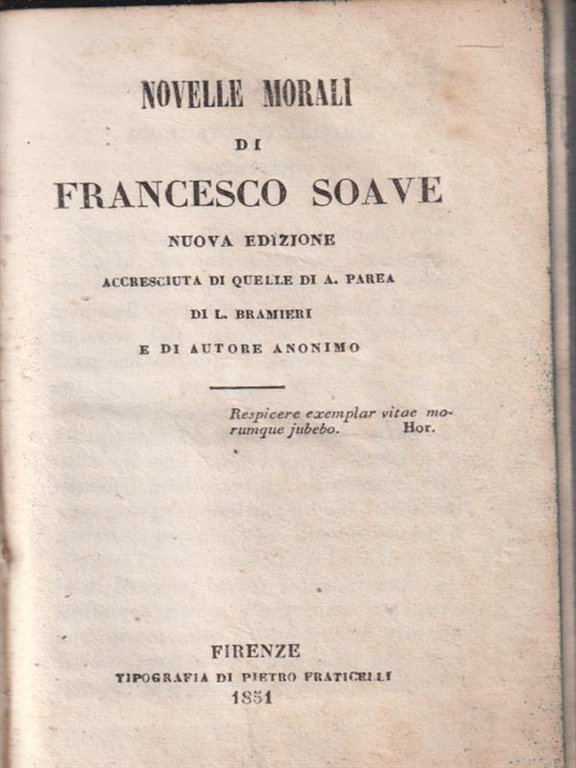 NOVELLE MORALI
DI
FRANCESCO SOAVE
NUOVA EDIZIONE
ACCRESCIUTA DI QUELLE DI A. PAREA
DI L. BRAMIERI
E DI AUTORE ANONIMO
Respicere exemplar vitae mo-
rumque jubebo. Hor.
FIRENZE
TIPOGRAFIA DI PIETRO FRATICELLI
1851